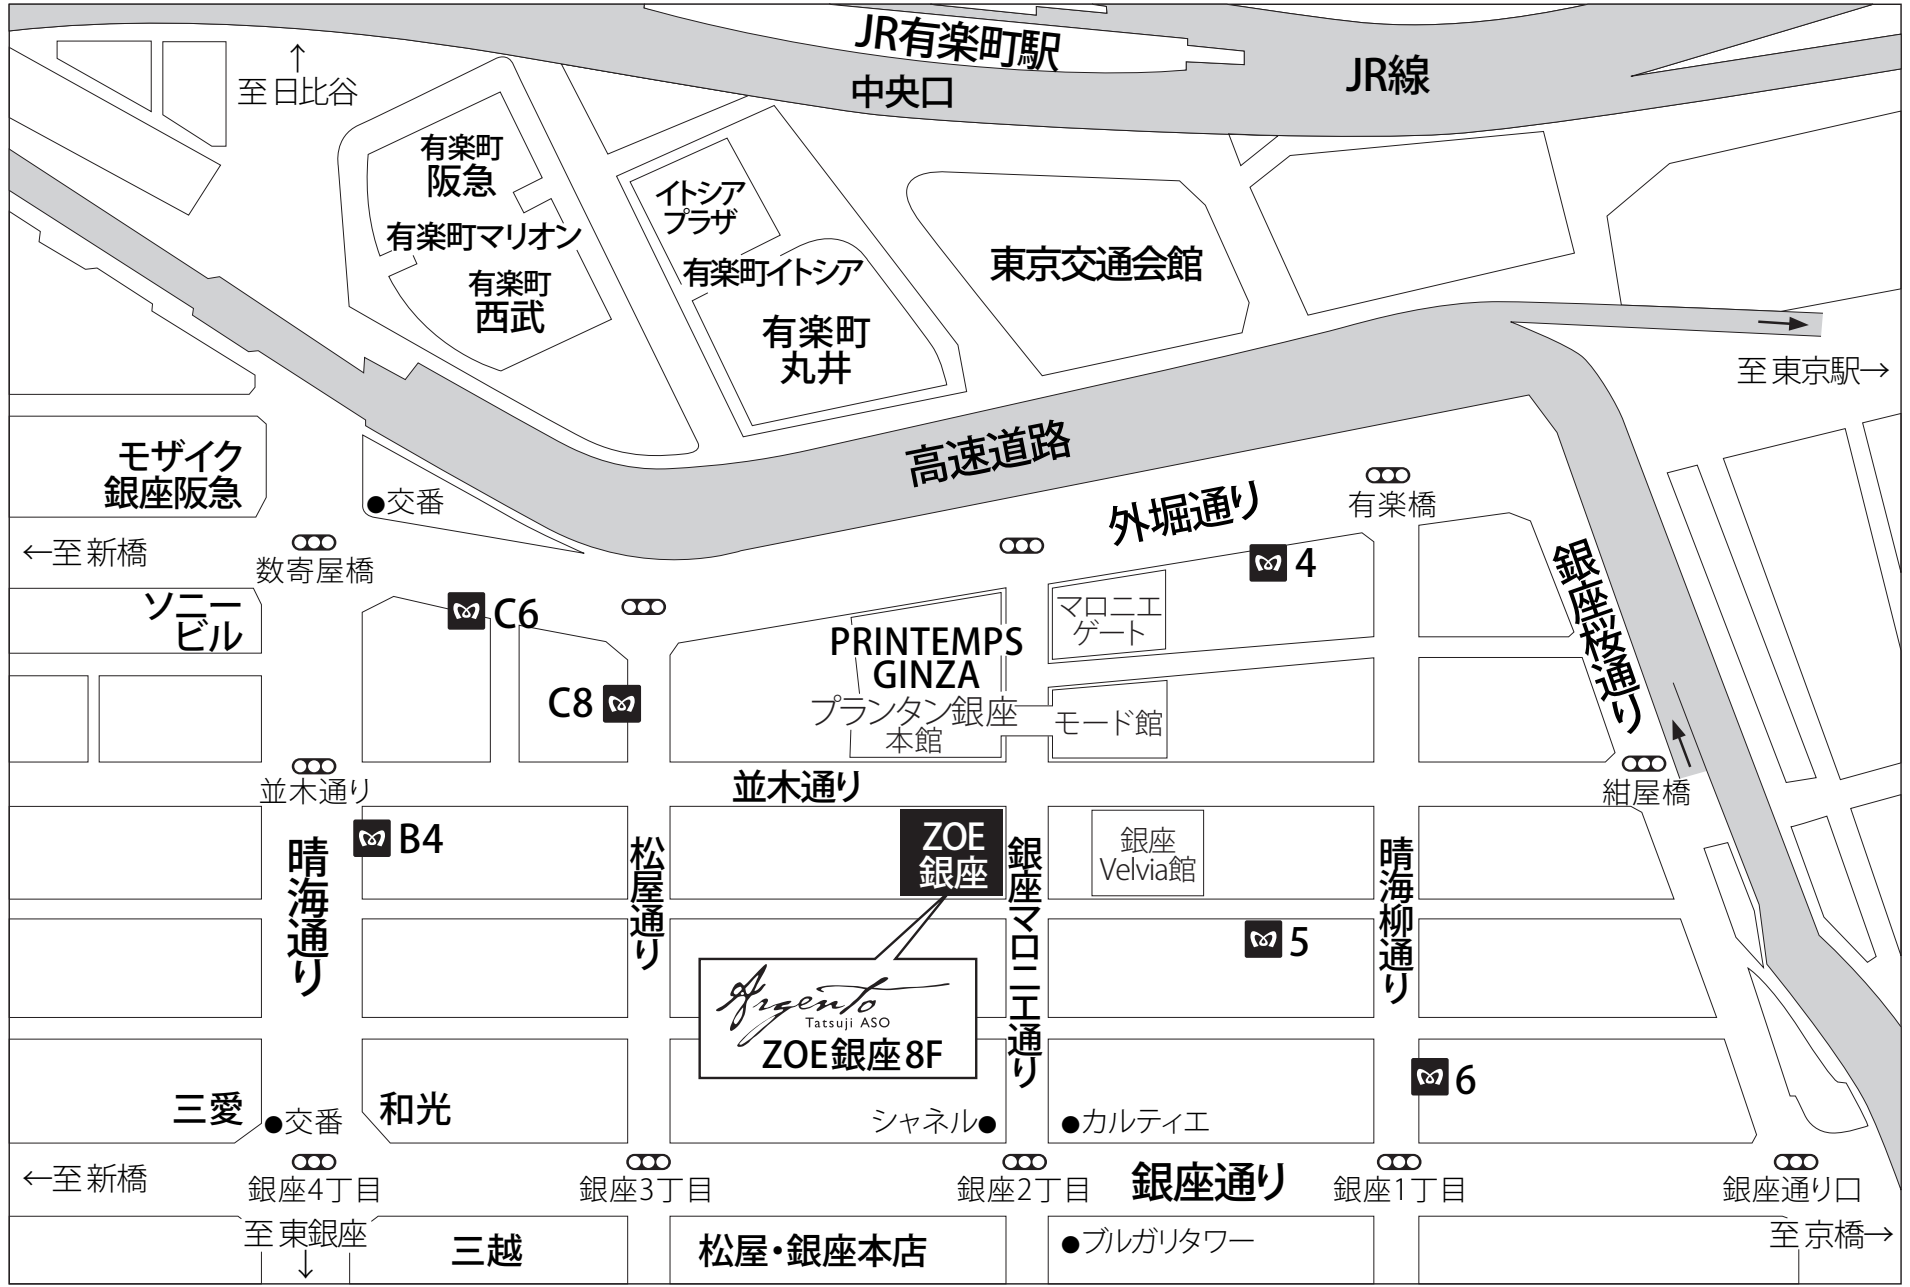 JR有楽町駅
中央口
JR線
↑
至 日比谷
有楽町
阪急
有楽町マリオン
有楽町
西武
イトシア
プラザ
有楽町イトシア
有楽町
丸井
東京交通会館
→
至 東京駅→
高速道路
外堀通り
有楽橋
モザイク
銀座阪急
●交番
←至 新橋
数寄屋橋
ソニー
ビル
C6
C8
4
マロニエ
ゲート
PRINTEMPS
GINZA
プランタン銀座
本館
モード館
銀座桜通り
紺屋橋
並木通り
並木通り
B4
晴海通り
松屋通り
ZOE
銀座
銀座マロニエ通り
銀座
Velvia館
晴海柳通り
5
Argento
Tatsuji ASO
ZOE銀座8F
6
三愛
●交番
和光
シャネル●
●カルティエ
←至 新橋
銀座4丁目
銀座3丁目
銀座2丁目
銀座通り
銀座1丁目
銀座通り口
至 東銀座
↓
三越
松屋・銀座本店
●ブルガリタワー
至 京橋→